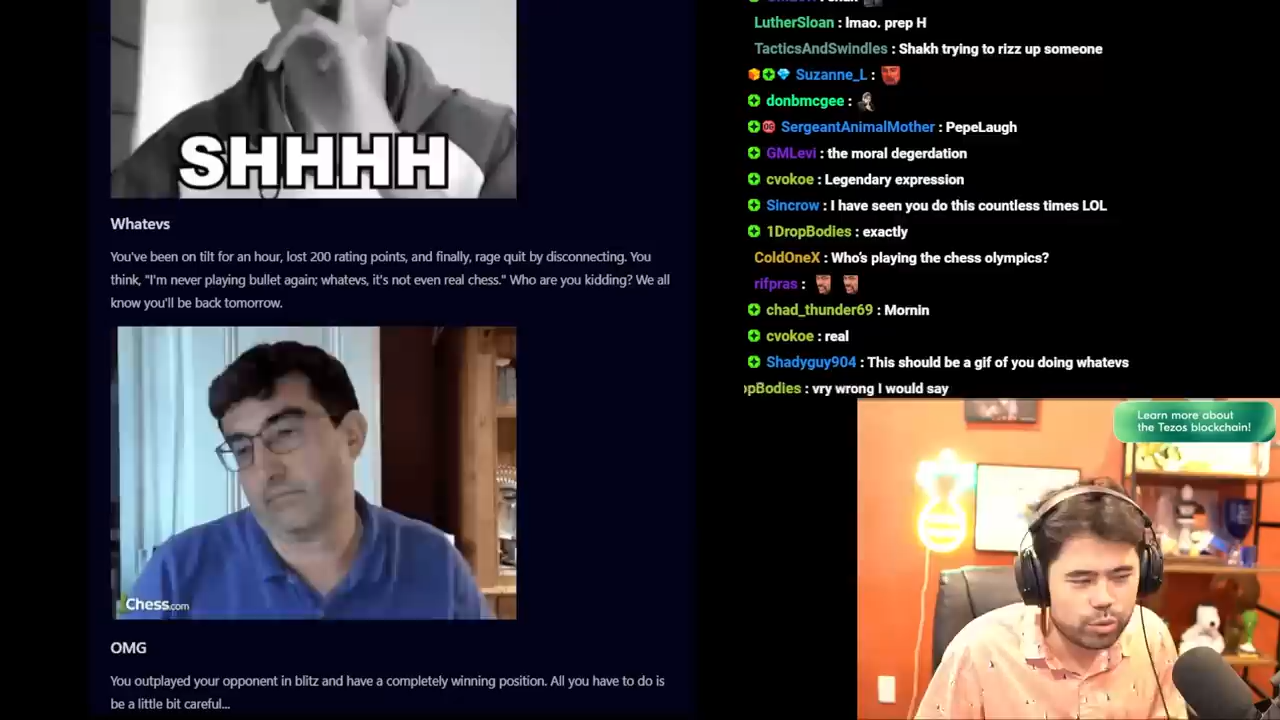 SHHHH
Whatevs
You've been on tilt for an hour, lost 200 rating points, and finally, rage quit by disconnecting. You
think, "I'm never playing bullet again; whatevs, it's not even real chess." Who are you kidding? We all
know you'll be back tomorrow.
Chess.com
OMG
You outplayed your opponent in blitz and have a completely winning position. All you have to do is
be a little bit careful...
LutherSloan : lmao. prep H
TacticsAndSwindles : Shakh trying to rizz up someone
Suzanne_L :
donbmcgee :
SergeantAnimalMother : PepeLaugh
GMLevi : the moral degerdation
cvokoe : Legendary expression
Sincrow : I have seen you do this countless times LOL
1DropBodies : exactly
ColdOneX : Who's playing the chess olympics?
rifpras :
chad_thunder69 : Mornin
cvokoe : real
Shadyguy904 : This should be a gif of you doing whatevs
opBodies : vry wrong I would say
Learn more about
the Tezos blockchain!